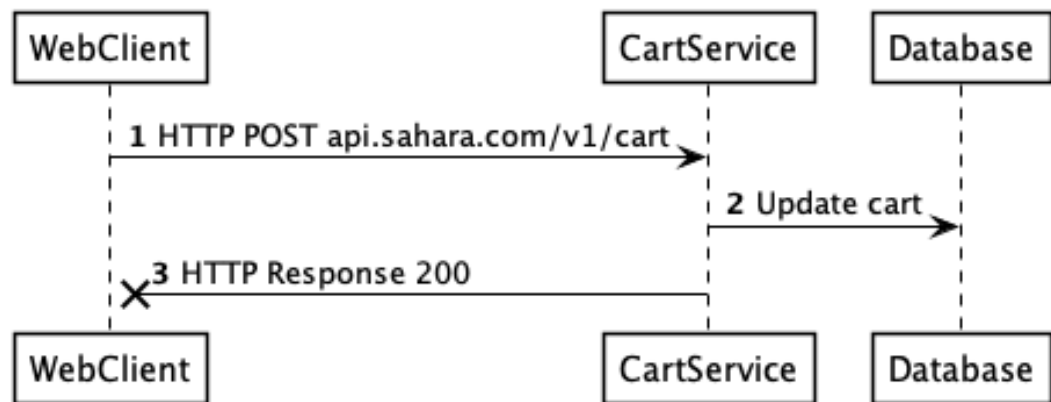 WebClient
CartService
Database
1 HTTP POST api.sahara.com/v1/cart
2 Update cart
3 HTTP Response 200
WebClient
CartService
Database